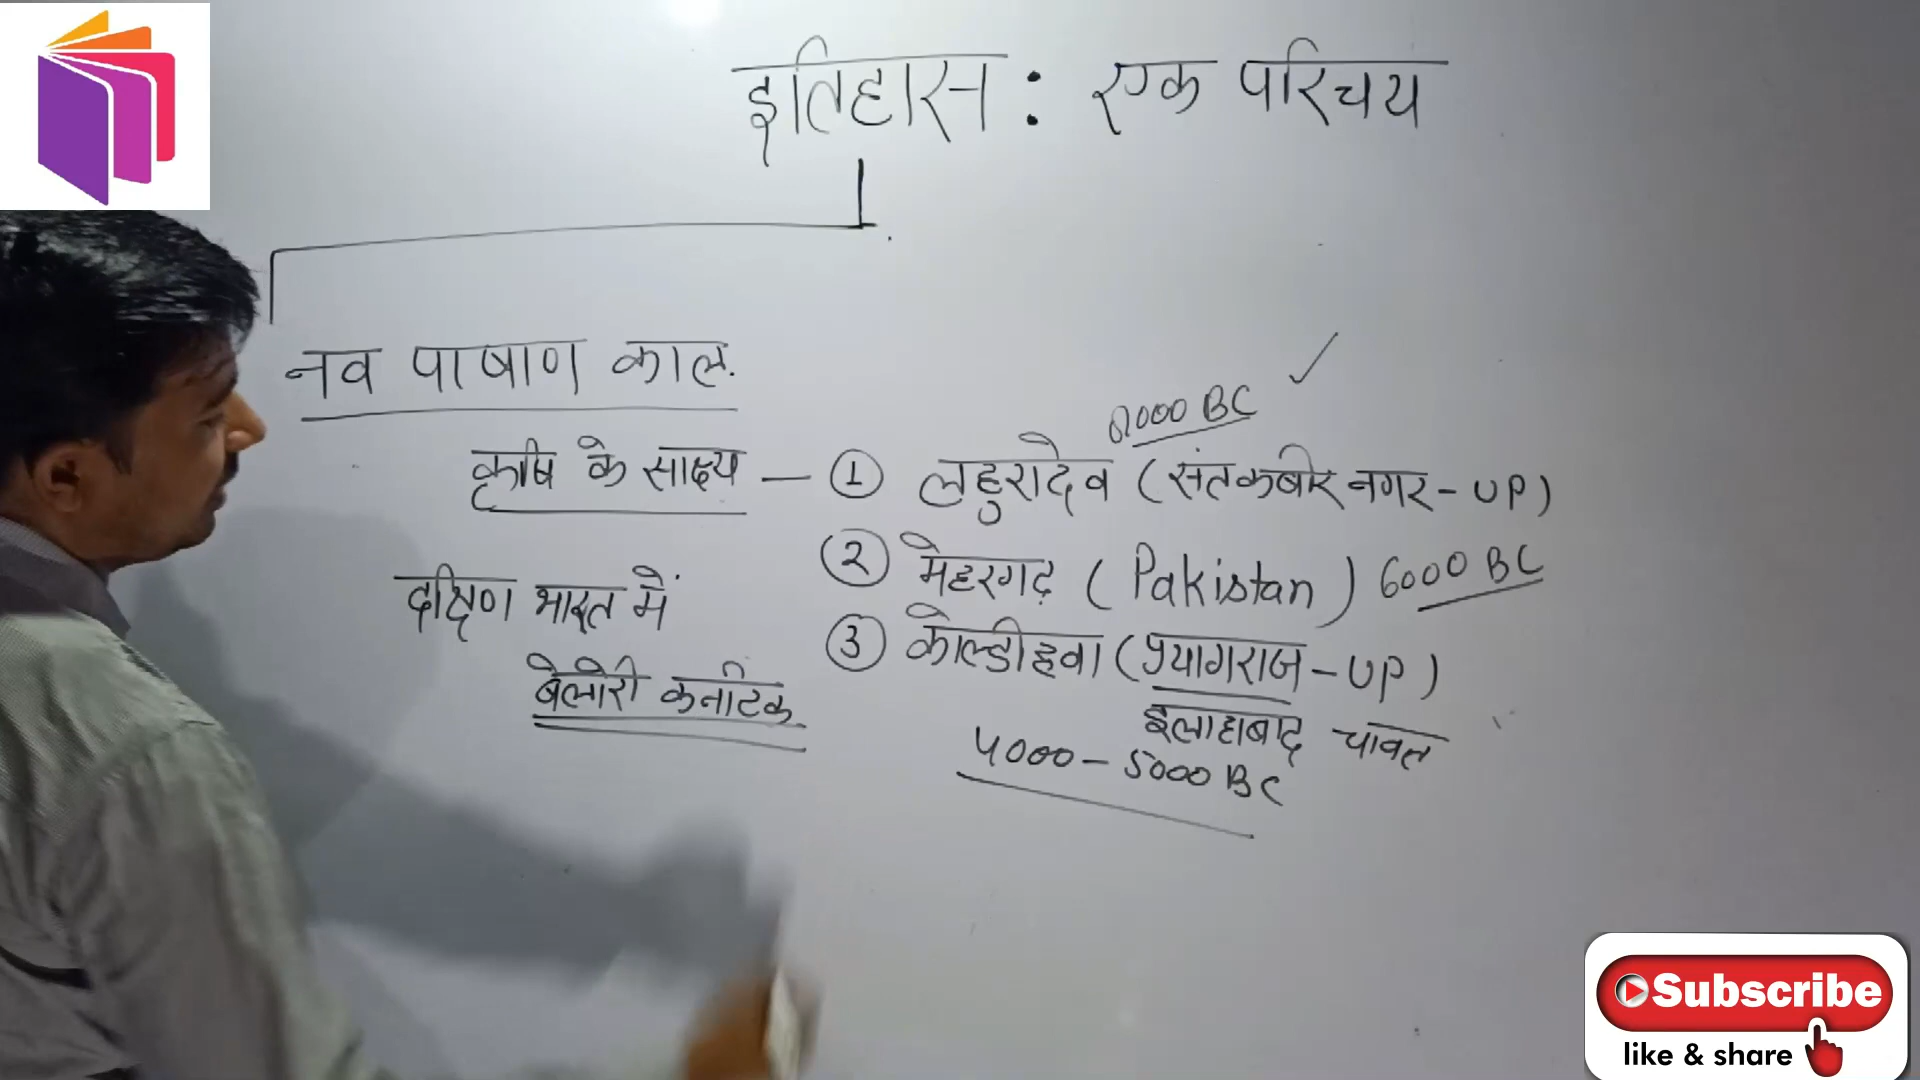 इतिहास : एक परिचय
नव पाषाण काल.
8000 BC
कृषि के साक्ष्य — ① लहुरादेव (संतकबीर नगर - UP)
② मेहरगढ़ (Pakistan) 6000 BC
दक्षिण भारत में
③ कोल्डीहवा (प्रयागराज - UP)
बेलोरी कर्नाटक
इलाहाबाद चावल
4000 - 5000 BC
Subscribe
like & share